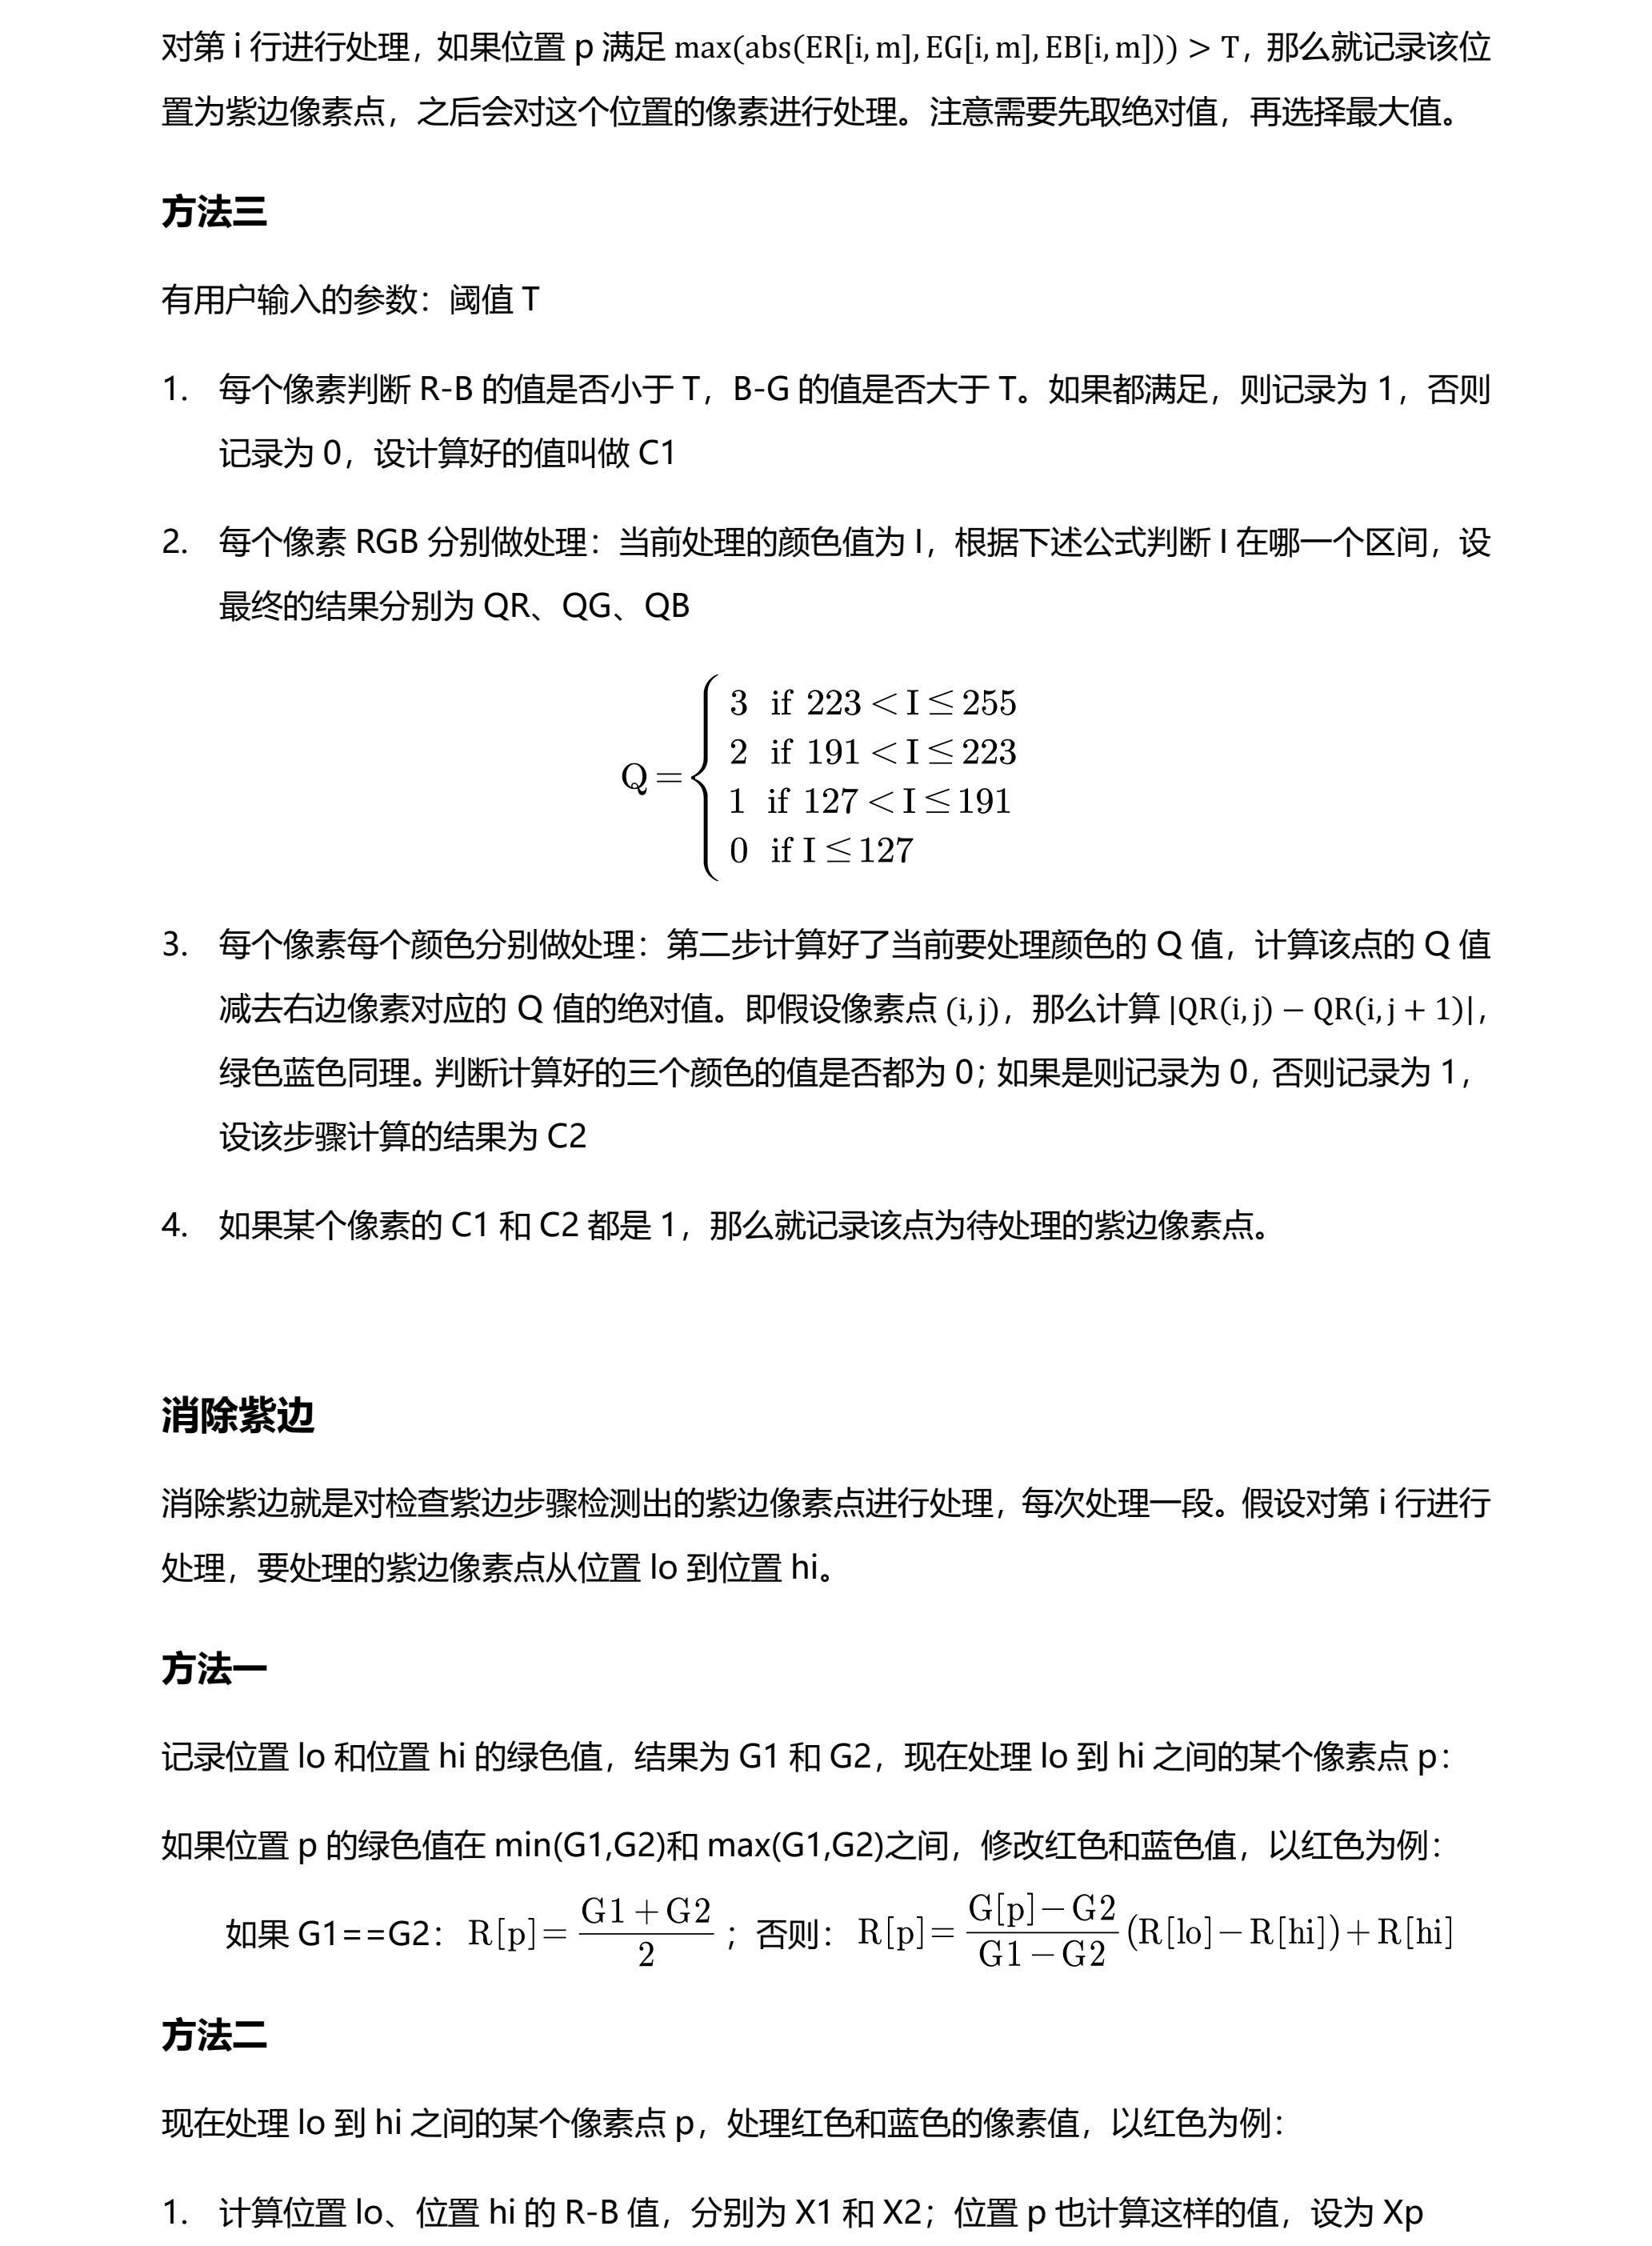 对第 i 行进行处理，如果位置 p 满足 max(abs(ER[i, m], EG[i, m], EB[i, m])) > T，那么就记录该位
置为紫边像素点，之后会对这个位置的像素进行处理。注意需要先取绝对值，再选择最大值。
方法三
有用户输入的参数：阈值 T
1. 每个像素判断 R-B 的值是否小于 T，B-G 的值是否大于 T。如果都满足，则记录为 1，否则
记录为 0，设计算好的值叫做 C1
2. 每个像素 RGB 分别做处理：当前处理的颜色值为 I，根据下述公式判断 I 在哪一个区间，设
最终的结果分别为 QR、QG、QB
Q = { 3 if 223 < I ≤ 255
2 if 191 < I ≤ 223
1 if 127 < I ≤ 191
0 if I ≤ 127
3. 每个像素每个颜色分别做处理：第二步计算好了当前要处理颜色的 Q 值，计算该点的 Q 值
减去右边像素对应的 Q 值的绝对值。即假设像素点 (i, j)，那么计算 |QR(i, j) − QR(i, j + 1)|，
绿色蓝色同理。判断计算好的三个颜色的值是否都为 0；如果是则记录为 0，否则记录为 1，
设该步骤计算的结果为 C2
4. 如果某个像素的 C1 和 C2 都是 1，那么就记录该点为待处理的紫边像素点。
消除紫边
消除紫边就是对检查紫边步骤检测出的紫边像素点进行处理，每次处理一段。假设对第 i 行进行
处理，要处理的紫边像素点从位置 lo 到位置 hi。
方法一
记录位置 lo 和位置 hi 的绿色值，结果为 G1 和 G2，现在处理 lo 到 hi 之间的某个像素点 p：
如果位置 p 的绿色值在 min(G1,G2)和 max(G1,G2)之间，修改红色和蓝色值，以红色为例：
如果 G1==G2：R[p] = (G1 + G2) / 2；否则：R[p] = (G[p] − G2) / (G1 − G2) (R[lo] − R[hi]) + R[hi]
方法二
现在处理 lo 到 hi 之间的某个像素点 p，处理红色和蓝色的像素值，以红色为例：
1. 计算位置 lo、位置 hi 的 R-B 值，分别为 X1 和 X2；位置 p 也计算这样的值，设为 Xp